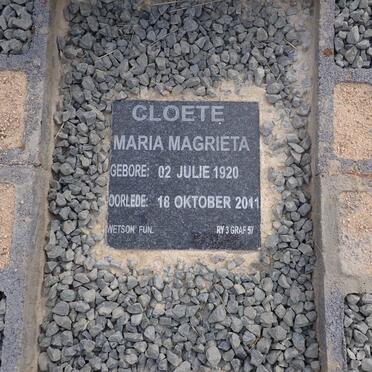 CLOETE
MARIA MAGRIETA
GEBORE: 02 JULIE 1920
OORLEDE: 18 OKTOBER 2011
WETSON FUN. RY 3 GRAF 57